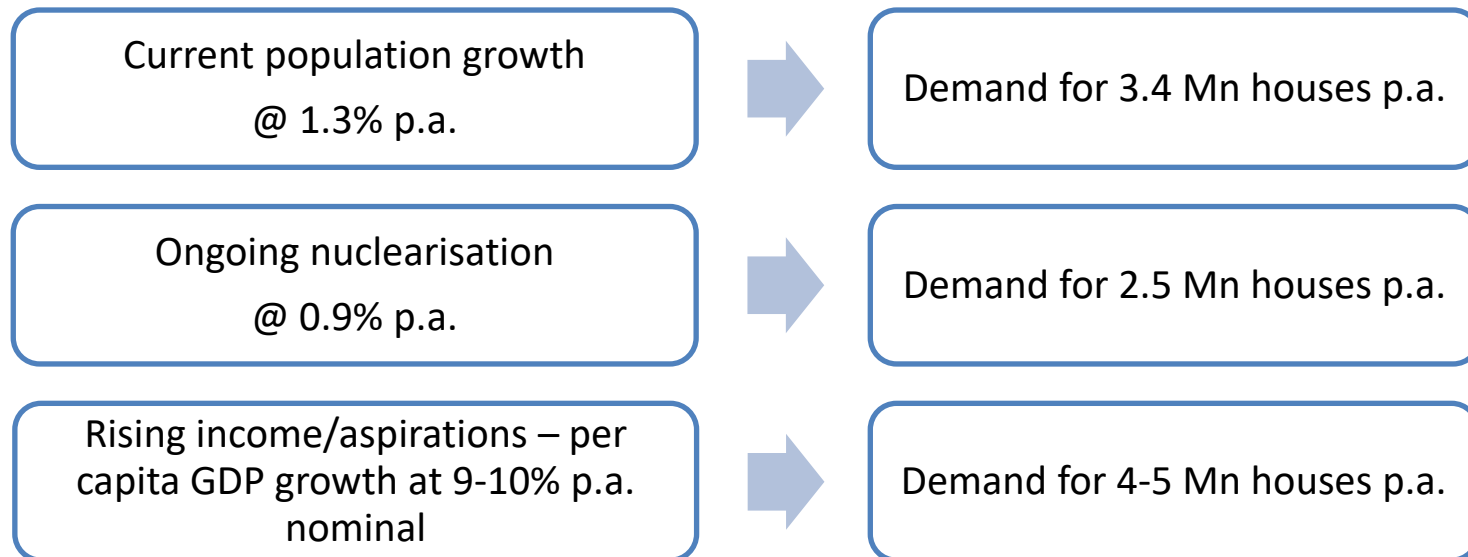 Current population growth
@ 1.3% p.a.
Demand for 3.4 Mn houses p.a.
Ongoing nuclearisation
@ 0.9% p.a.
Demand for 2.5 Mn houses p.a.
Rising income/aspirations – per
capita GDP growth at 9-10% p.a.
nominal
Demand for 4-5 Mn houses p.a.